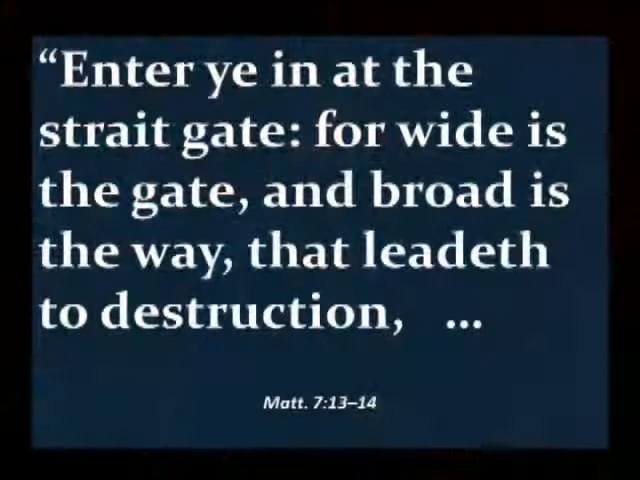 “Enter ye in at the
strait gate: for wide is
the gate, and broad is
the way, that leadeth
to destruction,   ...
Matt. 7:13–14